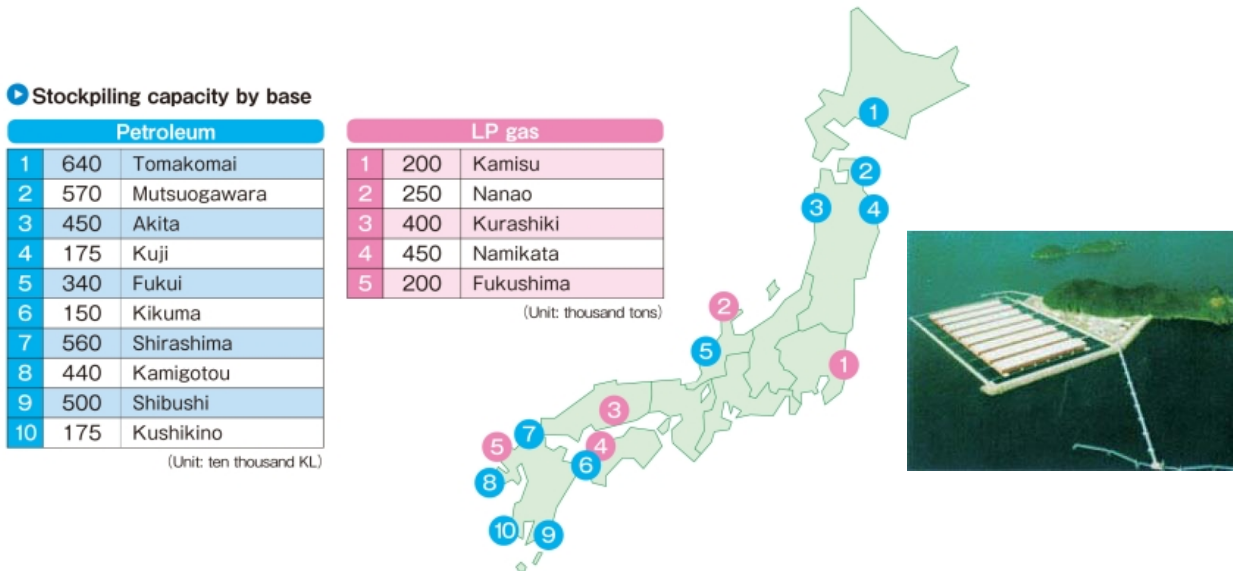 Stockpiling capacity by base
Petroleum
1 640 Tomakomai
2 570 Mutsuogawara
3 450 Akita
4 175 Kuji
5 340 Fukui
6 150 Kikuma
7 560 Shirashima
8 440 Kamigotou
9 500 Shibushi
10 175 Kushikino
(Unit: ten thousand KL)
LP gas
1 200 Kamisu
2 250 Nanao
3 400 Kurashiki
4 450 Namikata
5 200 Fukushima
(Unit: thousand tons)
1
2
3
4
2
5
1
3
7
4
5
6
8
10
9